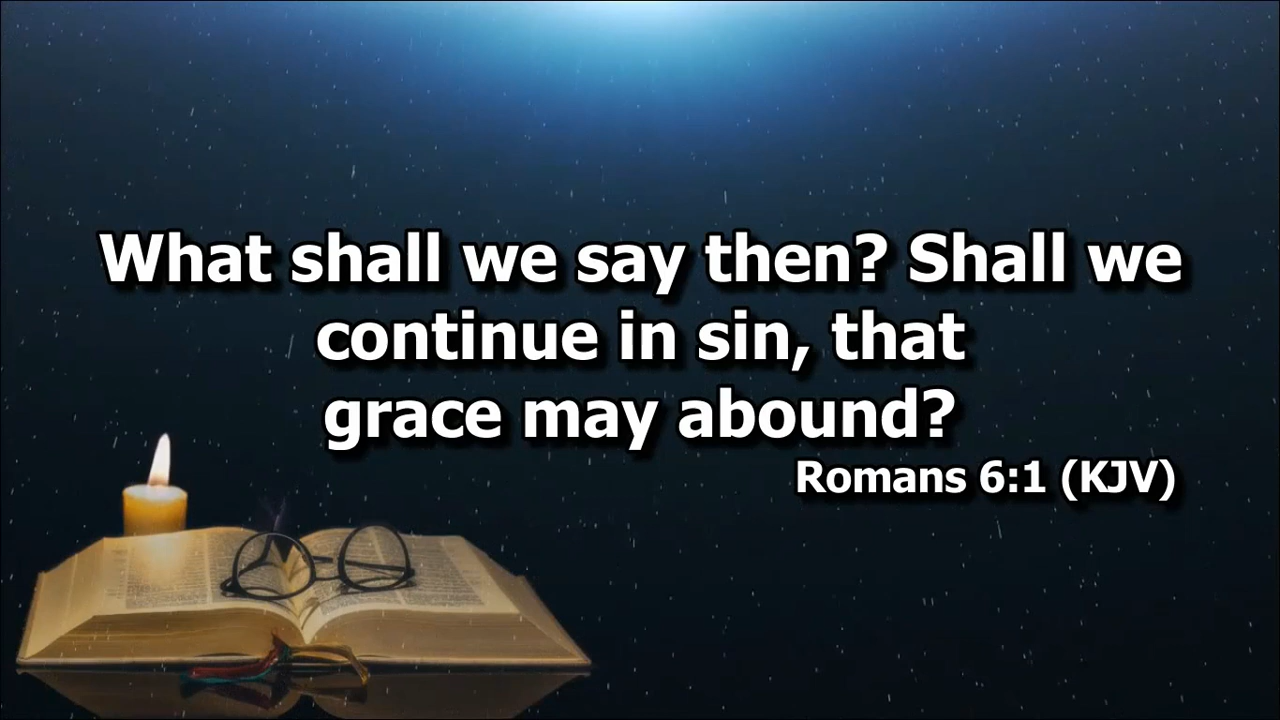 What shall we say then? Shall we
continue in sin, that
grace may abound?
Romans 6:1 (KJV)